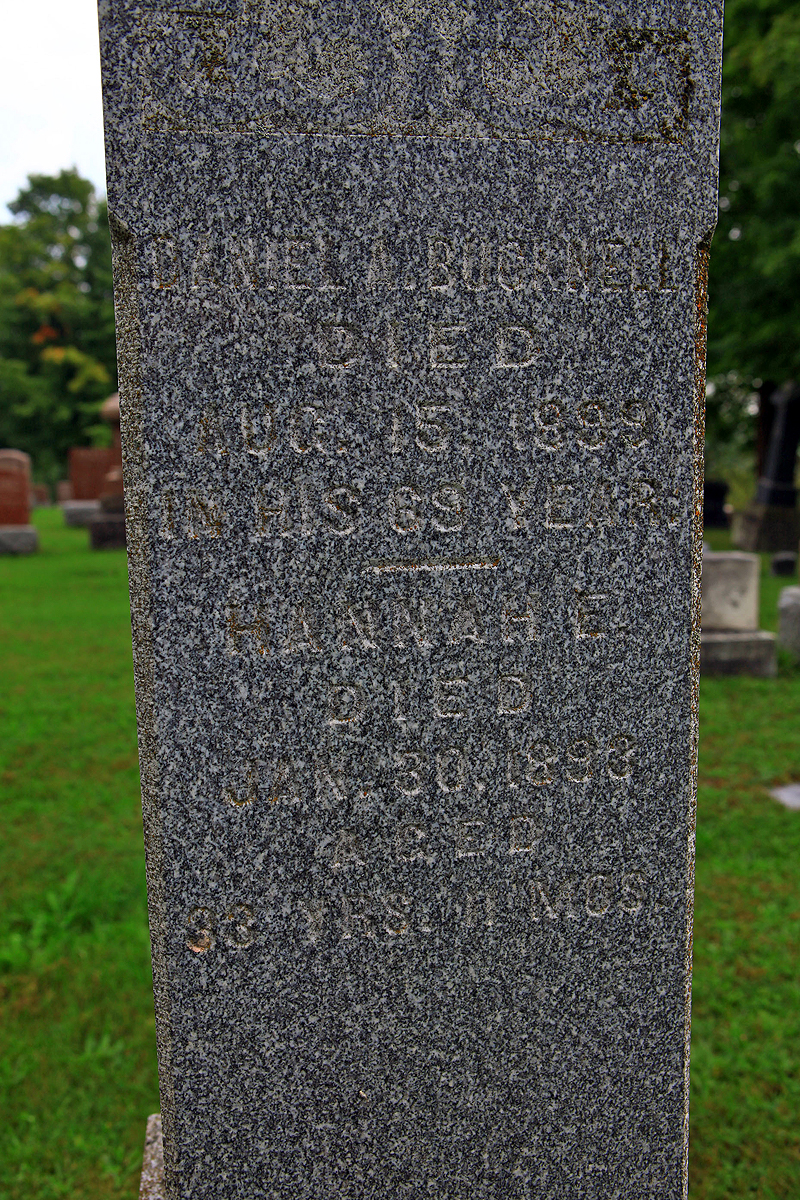 DANIEL A. BUCKNELL
DIED
AUG. 15, 1899
IN HIS 69 YEAR.
HANNAH E.
DIED
JAN. 30, 1893
AGED
33 YRS. 11 MOS.